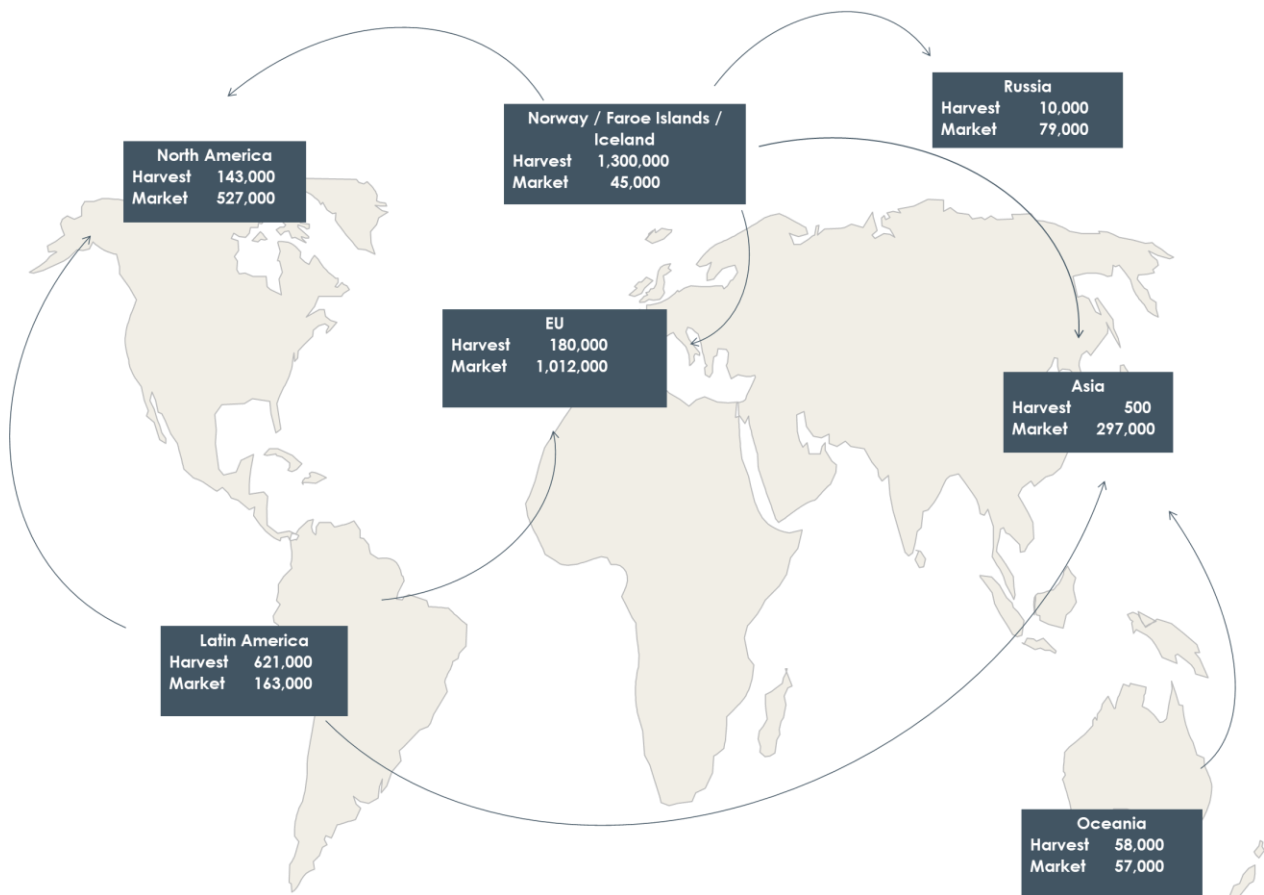 Russia
Harvest 10,000
Market 79,000
Norway / Faroe Islands /
Iceland
Harvest 1,300,000
Market 45,000
North America
Harvest 143,000
Market 527,000
EU
Harvest 180,000
Market 1,012,000
Asia
Harvest 500
Market 297,000
Latin America
Harvest 621,000
Market 163,000
Oceania
Harvest 58,000
Market 57,000